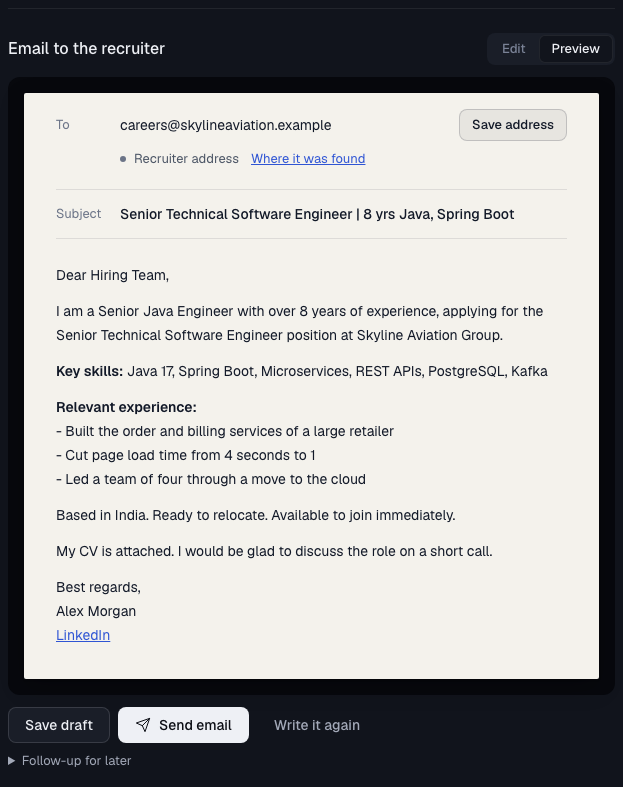 Email to the recruiter
Edit
Preview
To
careers@skylineaviation.example
Save address
Recruiter address
Where it was found
Subject
Senior Technical Software Engineer | 8 yrs Java, Spring Boot
Dear Hiring Team,
I am a Senior Java Engineer with over 8 years of experience, applying for the
Senior Technical Software Engineer position at Skyline Aviation Group.
Key skills: Java 17, Spring Boot, Microservices, REST APIs, PostgreSQL, Kafka
Relevant experience:
- Built the order and billing services of a large retailer
- Cut page load time from 4 seconds to 1
- Led a team of four through a move to the cloud
Based in India. Ready to relocate. Available to join immediately.
My CV is attached. I would be glad to discuss the role on a short call.
Best regards,
Alex Morgan
LinkedIn
Save draft
Send email
Write it again
Follow-up for later